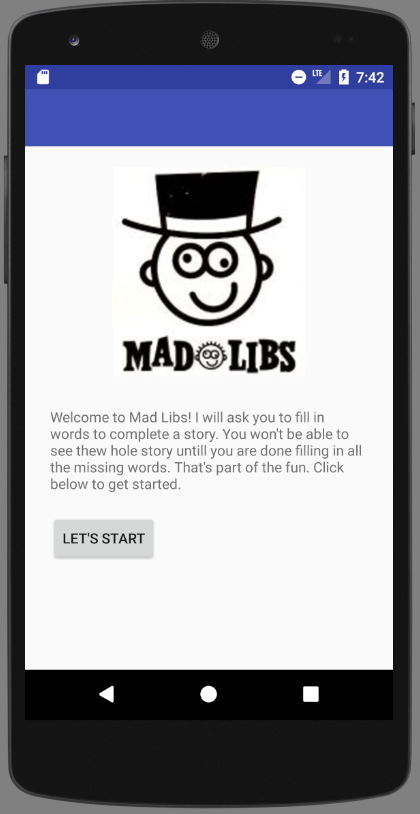 LTE 7:42
MAD LIBS
Welcome to Mad Libs! I will ask you to fill in
words to complete a story. You won't be able to
see thew hole story untill you are done filling in all
the missing words. That's part of the fun. Click
below to get started.
LET'S START